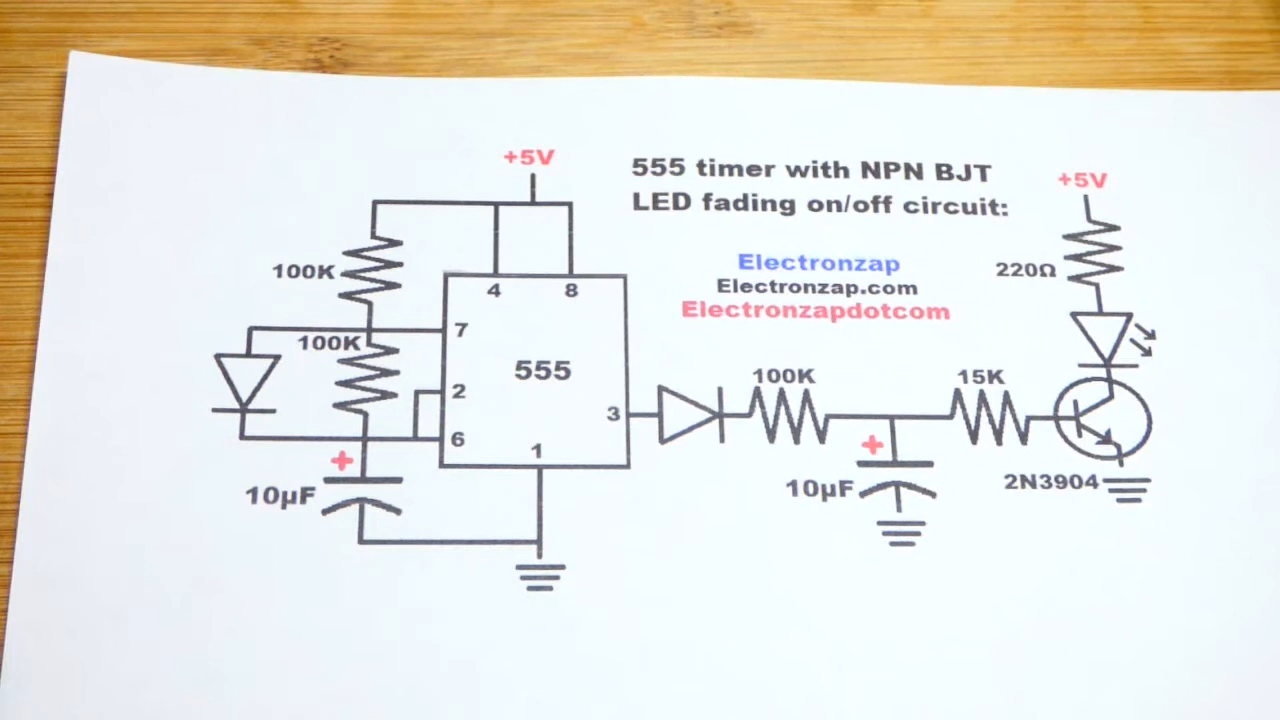 +5V
555 timer with NPN BJT
LED fading on/off circuit:
+5V
Electronzap
Electronzap.com
Electronzapdotcom
100K
220Ω
4 8
7
100K
555
2
100K
15K
3
6
1
+
+
10µF
10µF
2N3904